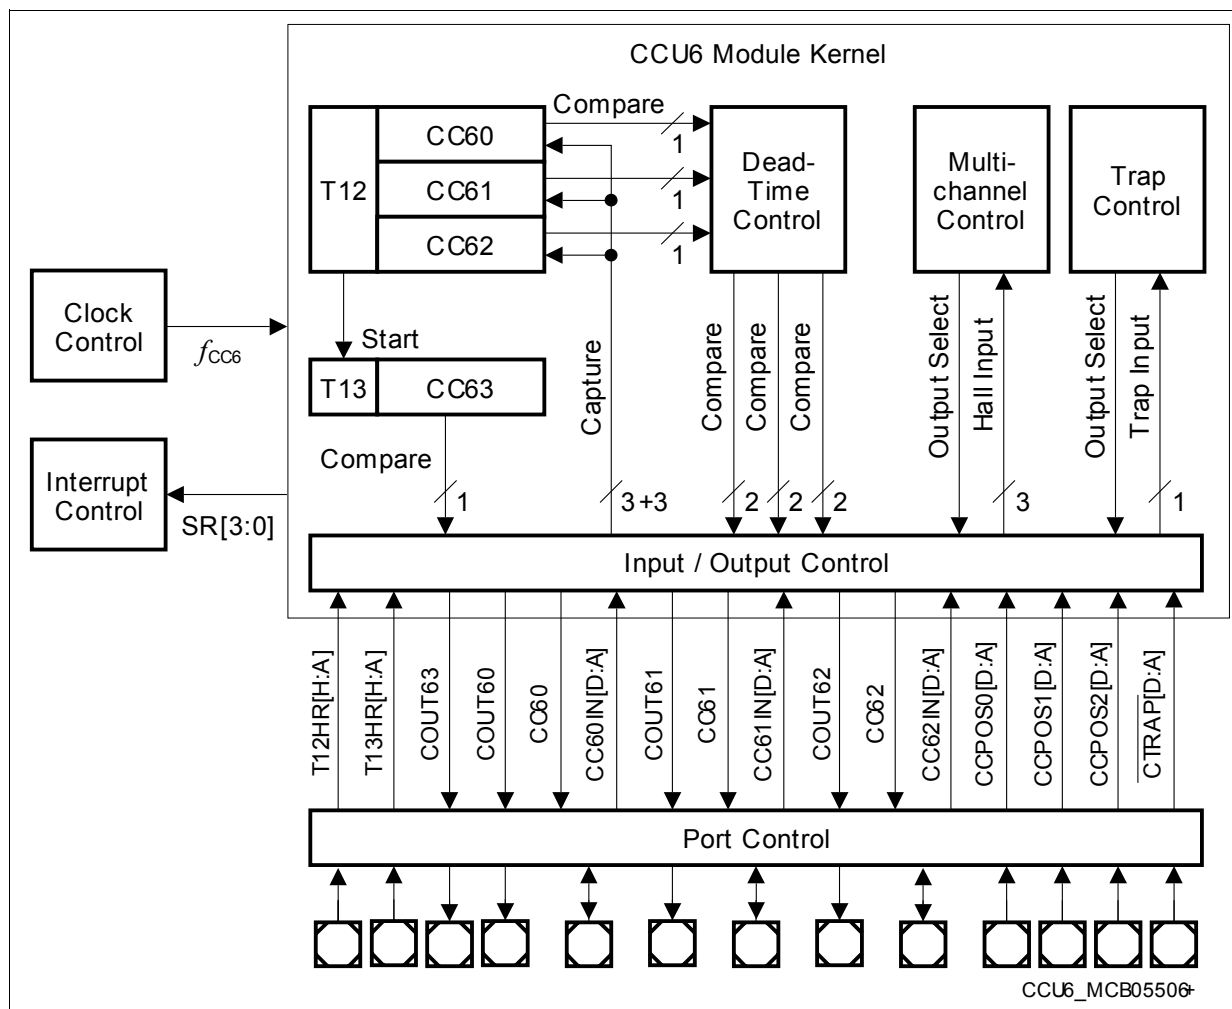 CCU6 Module Kernel
Compare
T12
CC60
CC61
CC62
1
1
1
Dead-
Time
Control
Multi-
channel
Control
Trap
Control
Clock
Control
fCC6
Start
T13
CC63
Compare
1
Capture
3+3
Compare
Compare
Compare
2
2
2
Output Select
Hall Input
3
Output Select
Trap Input
1
Interrupt
Control
SR[3:0]
Input / Output Control
T12HR[H:A]
T13HR[H:A]
COUT63
COUT60
CC60
CC60IN[D:A]
COUT61
CC61
CC61IN[D:A]
COUT62
CC62
CC62IN[D:A]
CCPOS0[D:A]
CCPOS1[D:A]
CCPOS2[D:A]
CTRAP[D:A]
Port Control
CCU6_MCB05506+